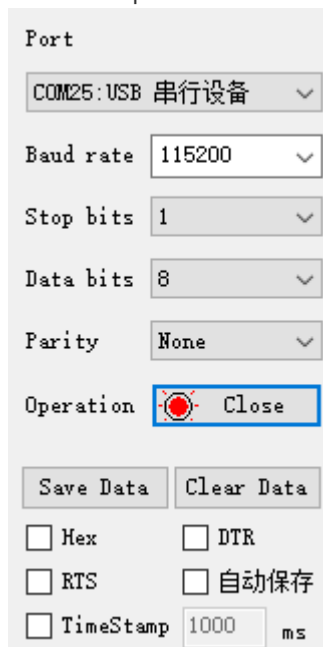 Port
COM25:USB 串行设备
Baud rate 115200
Stop bits 1
Data bits 8
Parity None
Operation Close
Save Data Clear Data
Hex DTR
RTS 自动保存
TimeStamp 1000 ms